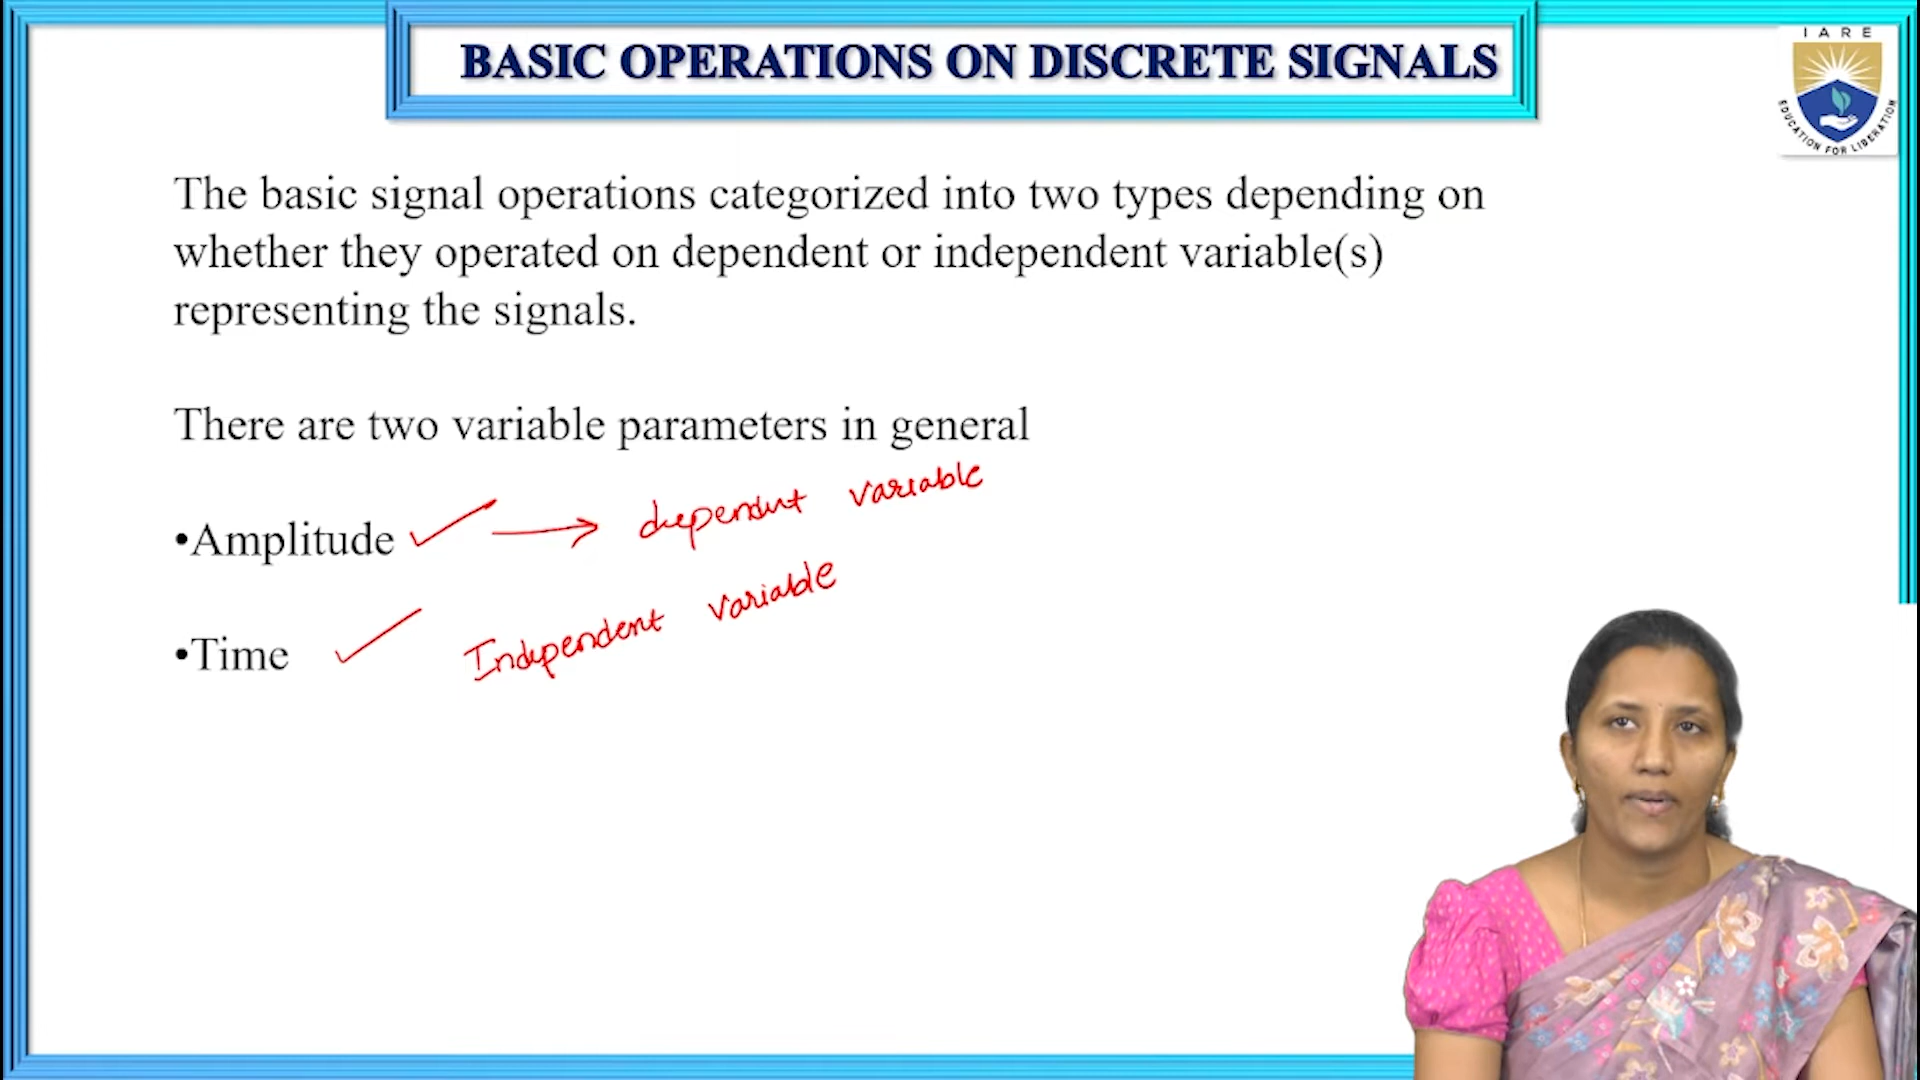 BASIC OPERATIONS ON DISCRETE SIGNALS
IARE
EDUCATION FOR LIBERATION
The basic signal operations categorized into two types depending on
whether they operated on dependent or independent variable(s)
representing the signals.
There are two variable parameters in general
•Amplitude → dependent variable
•Time Independent variable